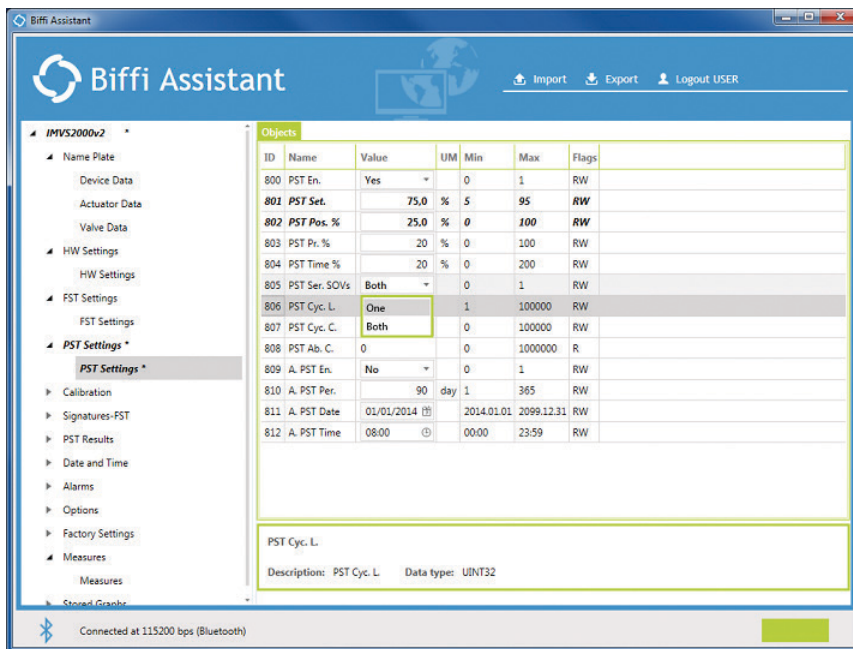 Biffi Assistant
Biffi Assistant
Import Export Logout USER
IMVS2000v2 *
Name Plate
Device Data
Actuator Data
Valve Data
HW Settings
HW Settings
FST Settings
FST Settings
PST Settings *
PST Settings *
Calibration
Signatures-FST
PST Results
Date and Time
Alarms
Options
Factory Settings
Measures
Measures
Stored Graphs
Objects
ID Name Value UM Min Max Flags
800 PST En. Yes 0 1 RW
801 PST Set. 75,0 % 5 95 RW
802 PST Pos. % 25,0 % 0 100 RW
803 PST Pr. % 20 % 0 100 RW
804 PST Time % 20 % 0 200 RW
805 PST Ser. SOVs Both 0 1 RW
806 PST Cyc. L. One 1 100000 RW
807 PST Cyc. C. Both 0 100000 RW
808 PST Ab. C. 0 0 1000000 R
809 A. PST En. No 0 1 RW
810 A. PST Per. 90 day 1 365 RW
811 A. PST Date 01/01/2014 2014.01.01 2099.12.31 RW
812 A. PST Time 08:00 00:00 23:59 RW
PST Cyc. L.
Description: PST Cyc. L. Data type: UINT32
Connected at 115200 bps (Bluetooth)